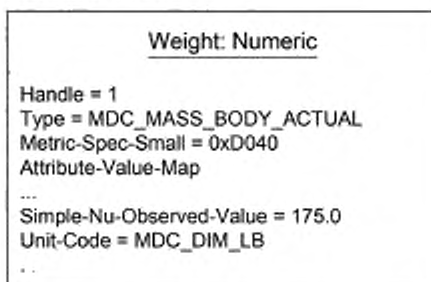 Weight: Numeric
Handle = 1
Type = MDC_MASS_BODY_ACTUAL
Metric-Spec-Small = 0xD040
Attribute-Value-Map
...
Simple-Nu-Observed-Value = 175.0
Unit-Code = MDC_DIM_LB
. .